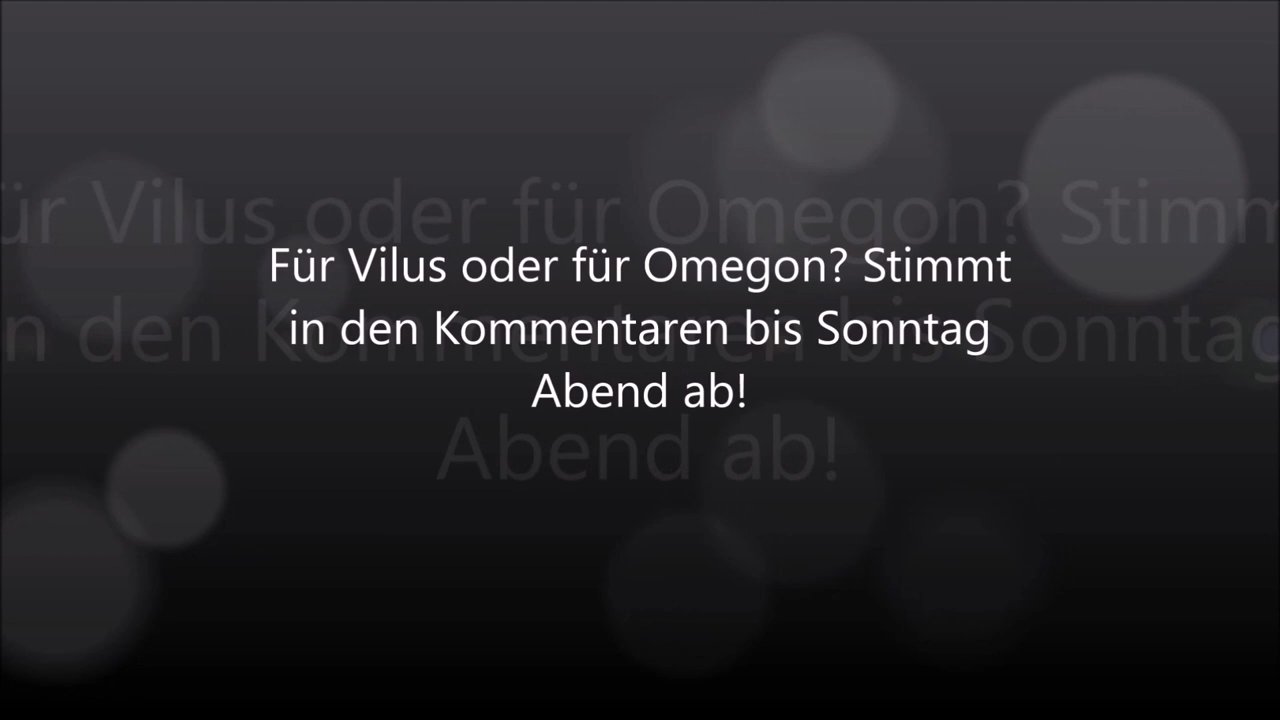 Für Vilus oder für Omegon? Stimmt
in den Kommentaren bis Sonntag
Abend ab!